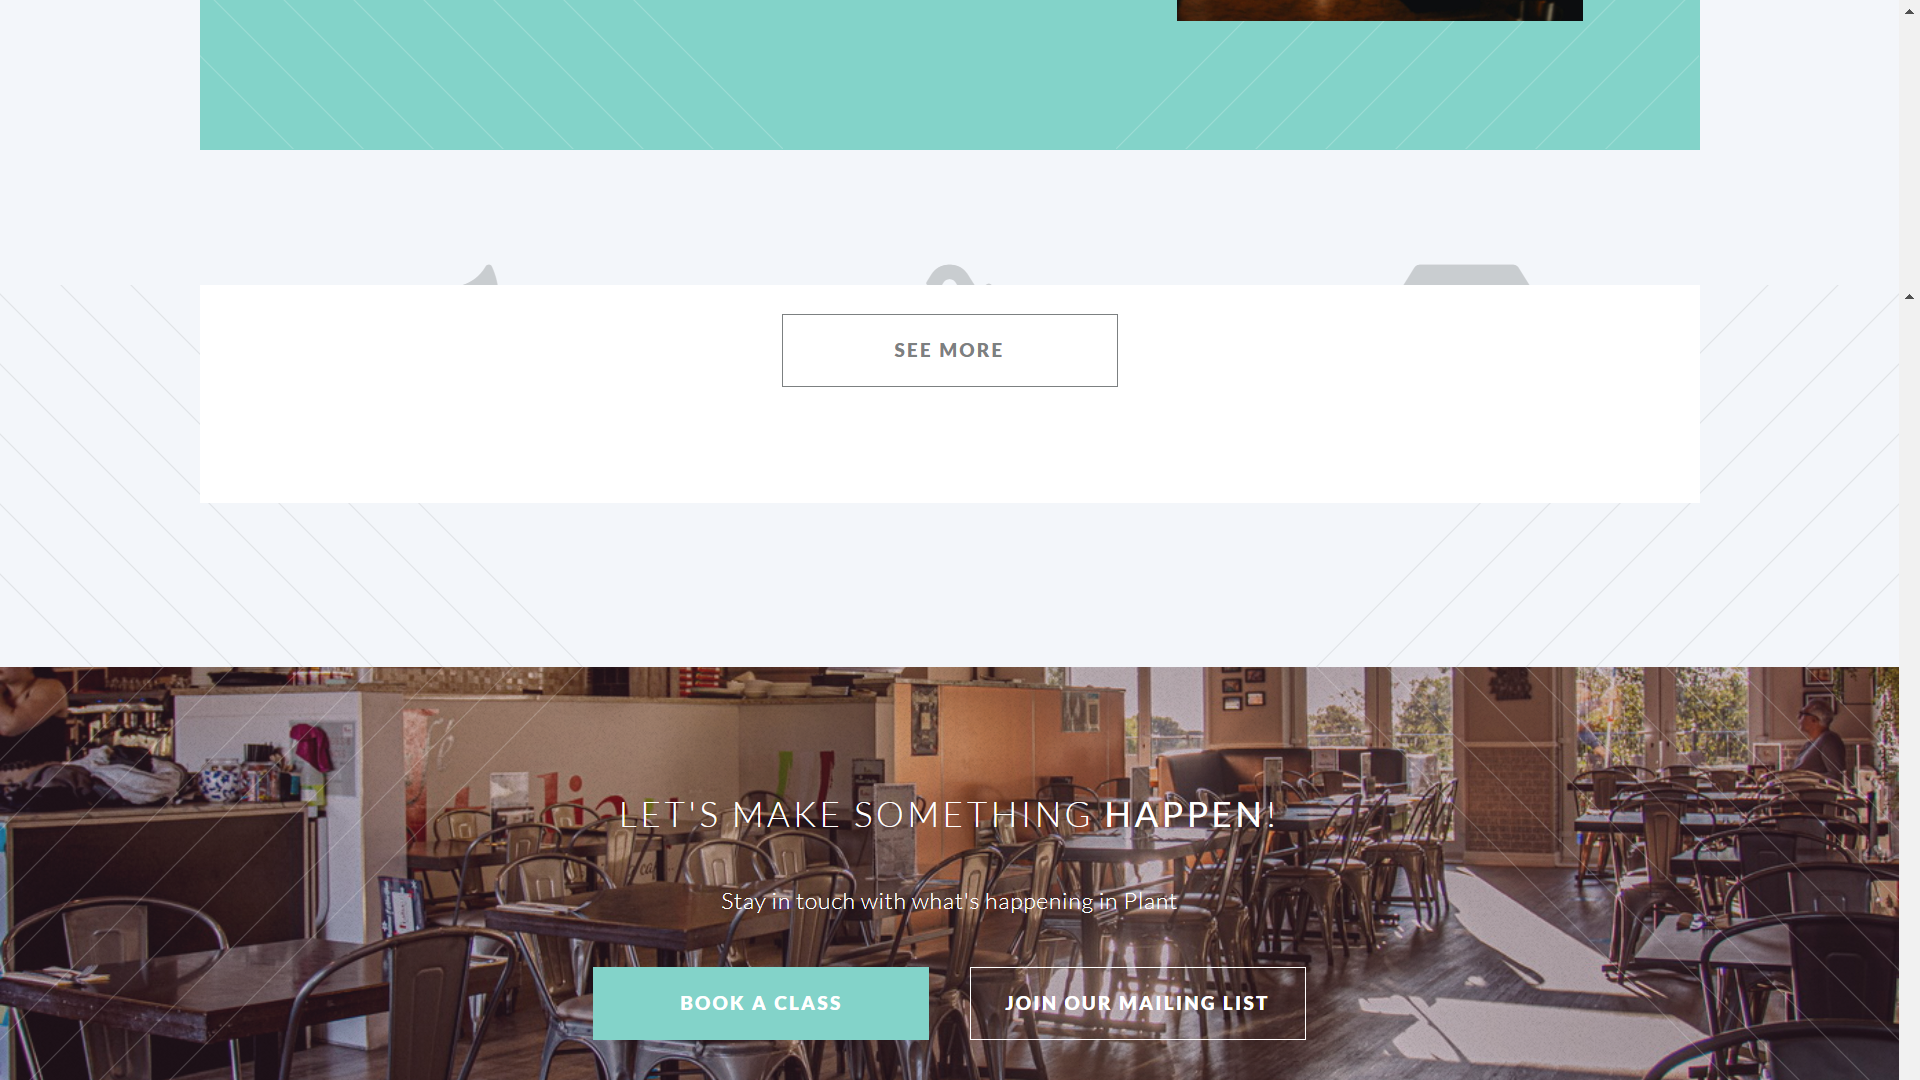 SEE MORE
LET'S MAKE SOMETHING HAPPEN!
Stay in touch with what's happening in Plant
BOOK A CLASS
JOIN OUR MAILING LIST